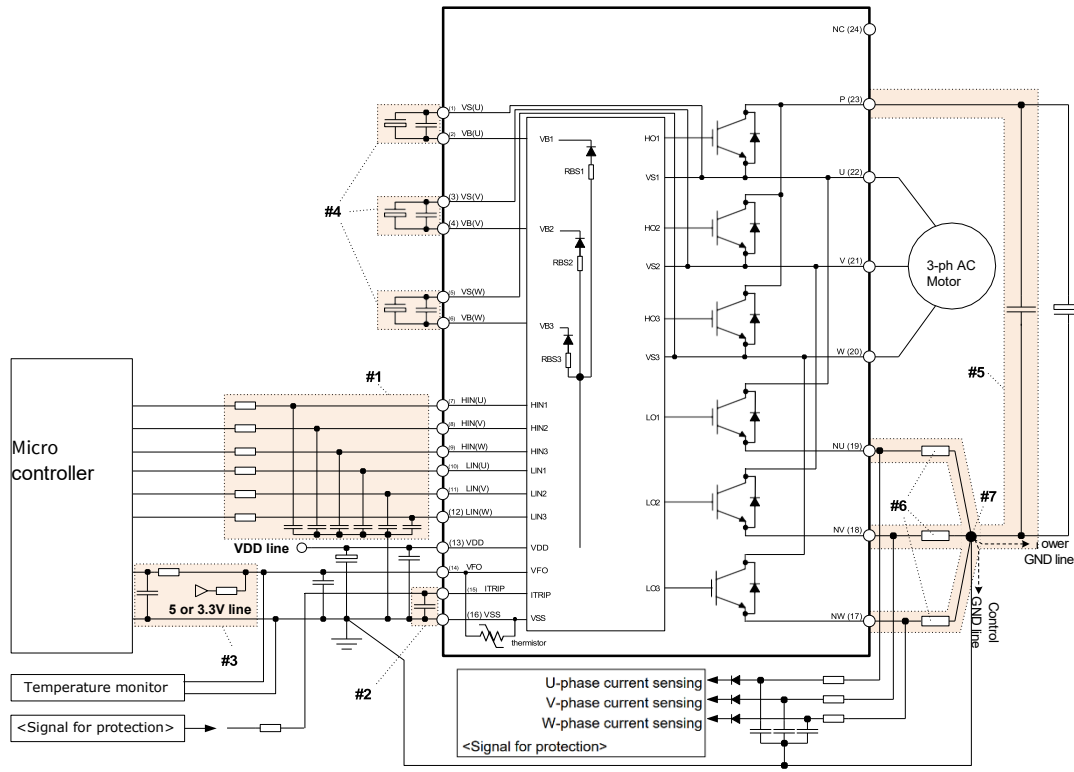 NC (24)
P (23)
(1) VS(U)
(2) VB(U)
VB1
HO1
RBS1
VS1
U (22)
#4
(3) VS(V)
(4) VB(V)
VB2
HO2
RBS2
VS2
V (21)
3-ph AC
Motor
(5) VS(W)
(6) VB(W)
VB3
HO3
RBS3
VS3
W (20)
#1
#5
Micro
controller
(7) HIN(U)
HIN1
(8) HIN(V)
HIN2
(9) HIN(W)
HIN3
(10) LIN(U)
LIN1
(11) LIN(V)
LIN2
(12) LIN(W)
LIN3
LO1
NU (19)
#6
#7
LO2
NV (18)
VDD line
(13) VDD
VDD
(14) VFO
VFO
(15) ITRIP
ITRIP
(16) VSS
VSS
thermistor
LO3
NW (17)
GND line
Control
GND line
5 or 3.3V line
#3
#2
Temperature monitor
<Signal for protection>
U-phase current sensing
V-phase current sensing
W-phase current sensing
<Signal for protection>